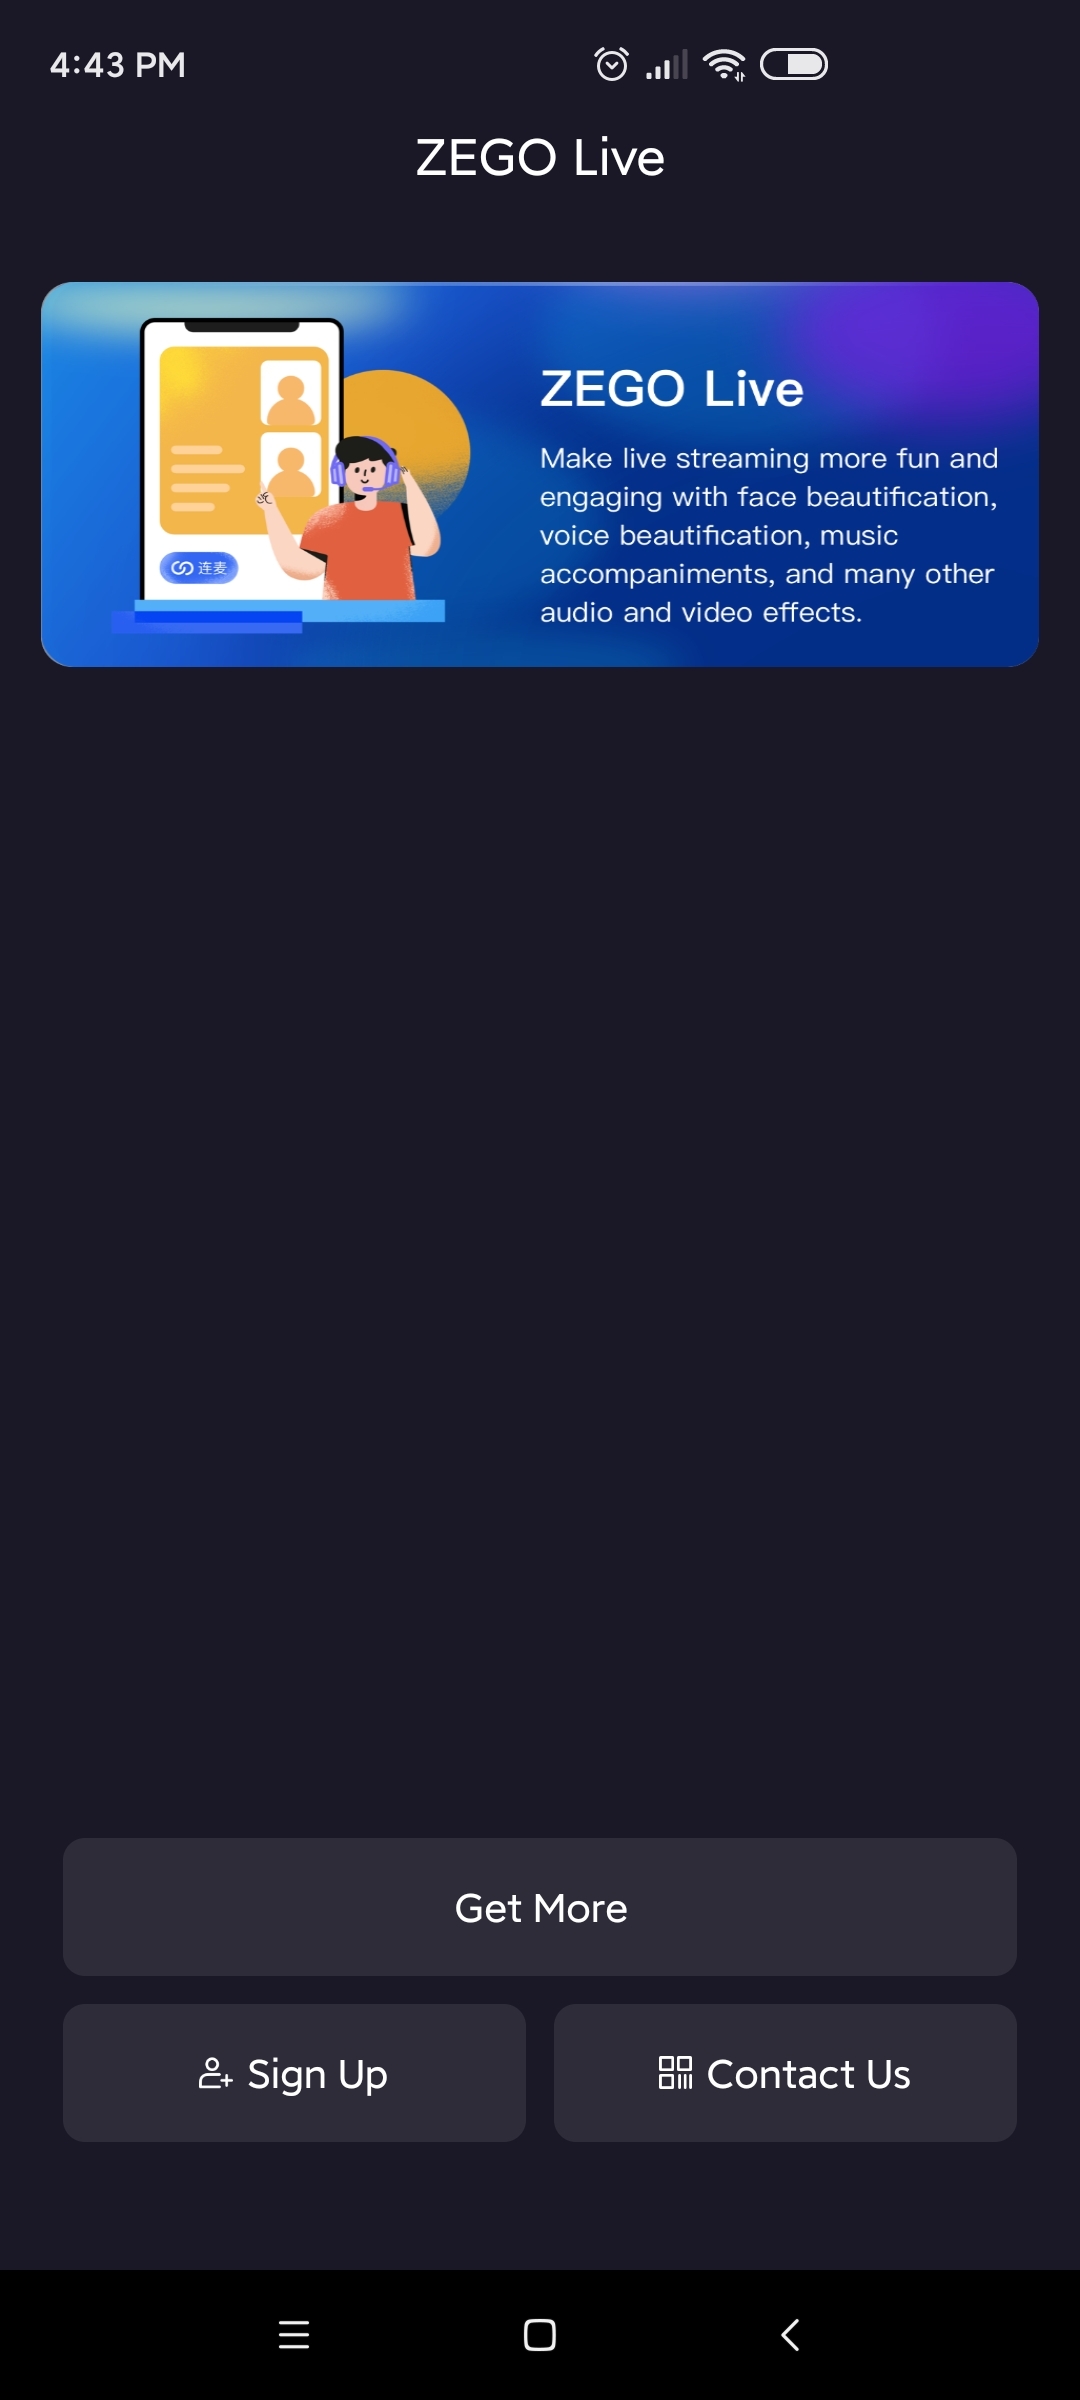 4:43 PM
ZEGO Live
ZEGO Live
Make live streaming more fun and
engaging with face beautification,
voice beautification, music
accompaniments, and many other
audio and video effects.
连麦
Get More
Sign Up
Contact Us